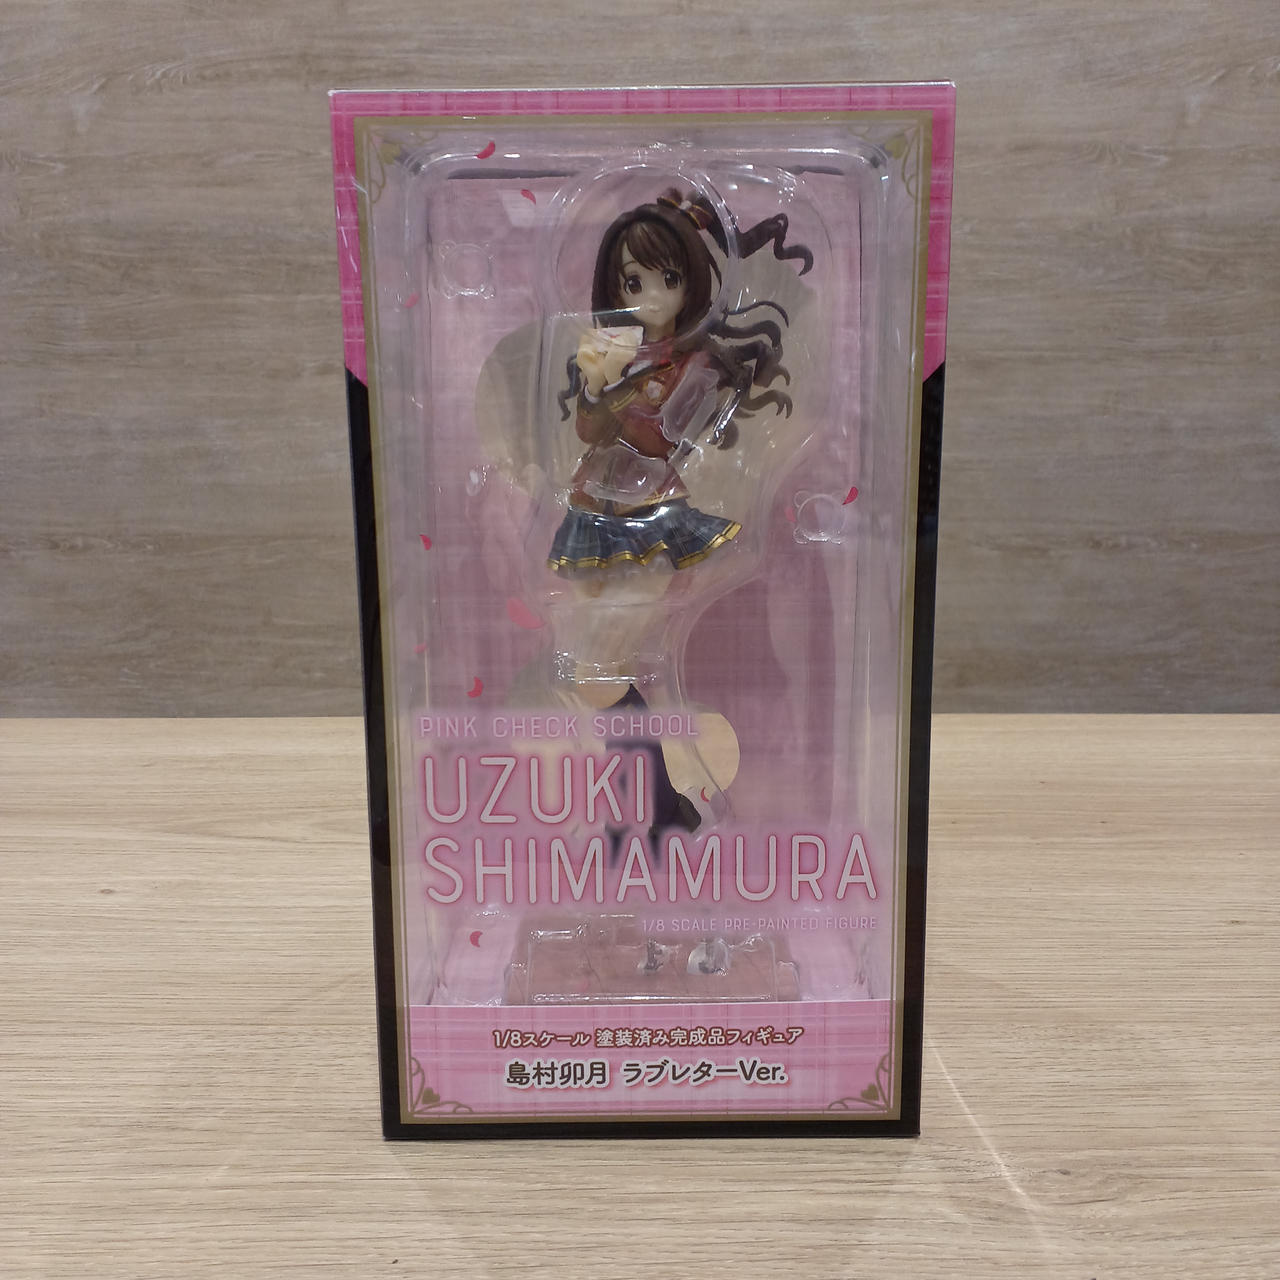 PINK CHECK SCHOOL
UZUKI
SHIMAMURA
1/8 SCALE PRE-PAINTED FIGURE
1/8スケール 塗装済み完成品フィギュア
島村卯月 ラブレターVer.